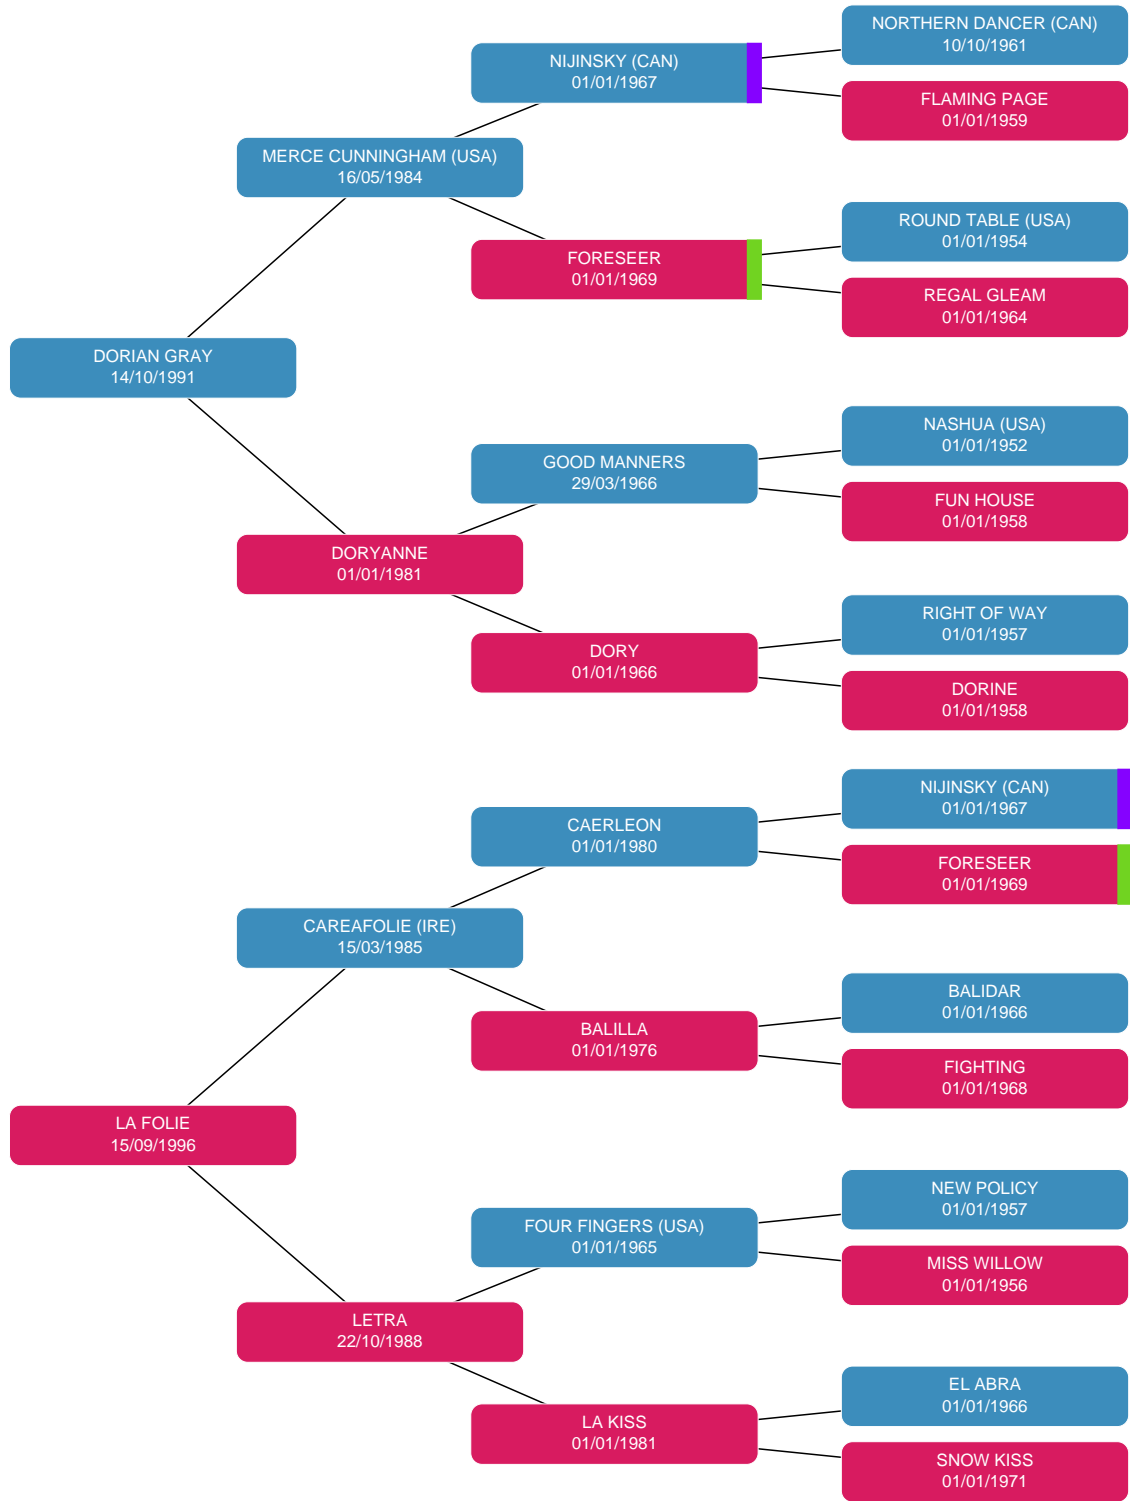 NORTHERN DANCER (CAN)
10/10/1961
NIJINSKY (CAN)
01/01/1967
FLAMING PAGE
01/01/1959
MERCE CUNNINGHAM (USA)
16/05/1984
ROUND TABLE (USA)
01/01/1954
FORESEER
01/01/1969
REGAL GLEAM
01/01/1964
DORIAN GRAY
14/10/1991
NASHUA (USA)
01/01/1952
GOOD MANNERS
29/03/1966
FUN HOUSE
01/01/1958
DORYANNE
01/01/1981
RIGHT OF WAY
01/01/1957
DORY
01/01/1966
DORINE
01/01/1958
NIJINSKY (CAN)
01/01/1967
CAERLEON
01/01/1980
FORESEER
01/01/1969
CAREAFOLIE (IRE)
15/03/1985
BALIDAR
01/01/1966
BALILLA
01/01/1976
FIGHTING
01/01/1968
LA FOLIE
15/09/1996
NEW POLICY
01/01/1957
FOUR FINGERS (USA)
01/01/1965
MISS WILLOW
01/01/1956
LETRA
22/10/1988
EL ABRA
01/01/1966
LA KISS
01/01/1981
SNOW KISS
01/01/1971